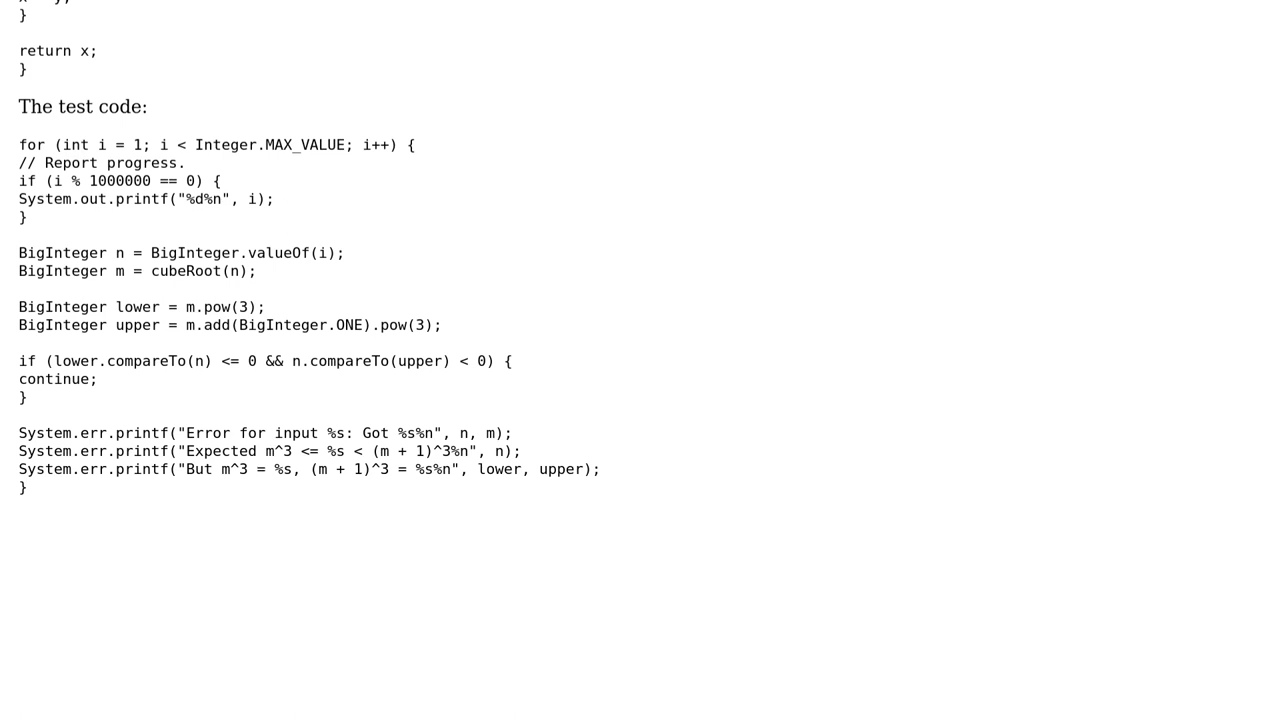 }
return x;
}
The test code:
for (int i = 1; i < Integer.MAX_VALUE; i++) {
// Report progress.
if (i % 1000000 == 0) {
System.out.printf("%d%n", i);
}
BigInteger n = BigInteger.valueOf(i);
BigInteger m = cubeRoot(n);
BigInteger lower = m.pow(3);
BigInteger upper = m.add(BigInteger.ONE).pow(3);
if (lower.compareTo(n) <= 0 && n.compareTo(upper) < 0) {
continue;
}
System.err.printf("Error for input %s: Got %s%n", n, m);
System.err.printf("Expected m^3 <= %s < (m + 1)^3%n", n);
System.err.printf("But m^3 = %s, (m + 1)^3 = %s%n", lower, upper);
}